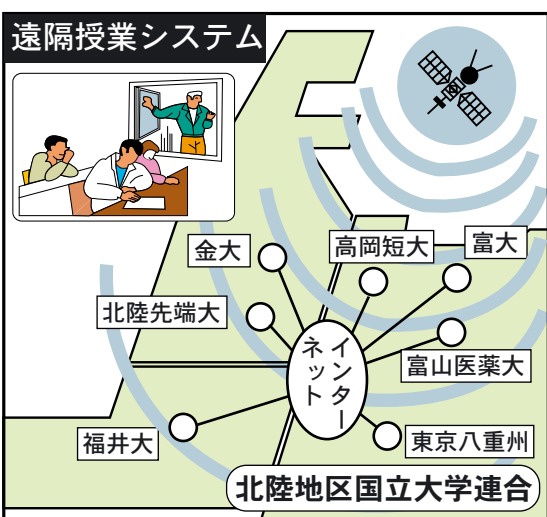 遠隔授業システム
金大
高岡短大
富大
北陸先端大
インターネット
富山医薬大
福井大
東京八重州
北陸地区国立大学連合